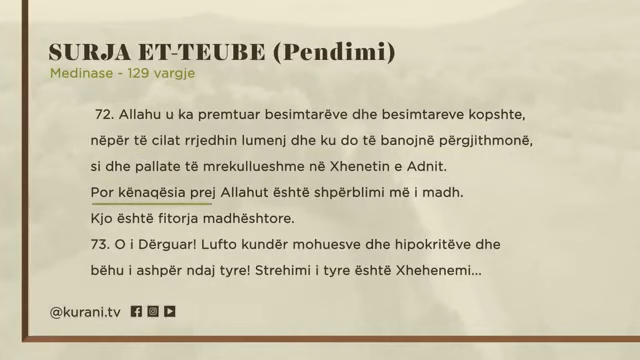 SURJA ET-TEUBE (Pendimi)
Medinase - 129 vargje
72. Allahu u ka premtuar besimtarëve dhe besimtareve kopshte,
nëpër të cilat rrjedhin lumenj dhe ku do të banojnë përgjithmonë,
si dhe pallate të mrekullueshme në Xhenetin e Adnit.
Por kënaqësia prej Allahut është shpërblimi më i madh.
Kjo është fitorja madhështore.
73. O i Dërguar! Lufto kundër mohuesve dhe hipokritëve dhe
bëhu i ashpër ndaj tyre! Strehimi i tyre është Xhehenemi...
@kurani.tv